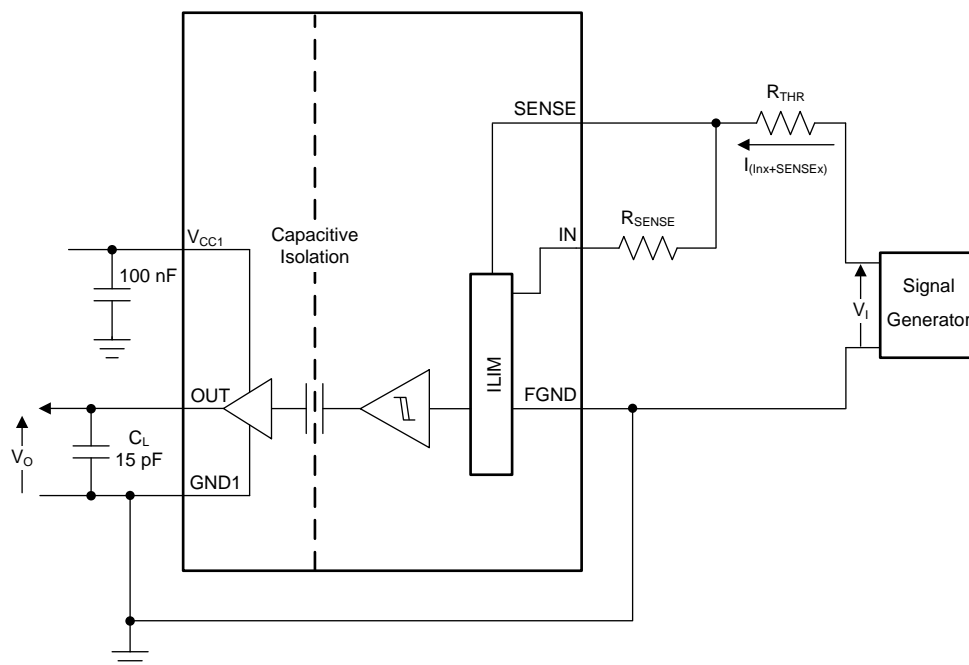 SENSE
R_THR
I_(Inx+SENSEx)
V_CC1
Capacitive
Isolation
IN
R_SENSE
100 nF
Signal
Generator
V_I
ILIM
OUT
FGND
C_L
15 pF
V_O
GND1